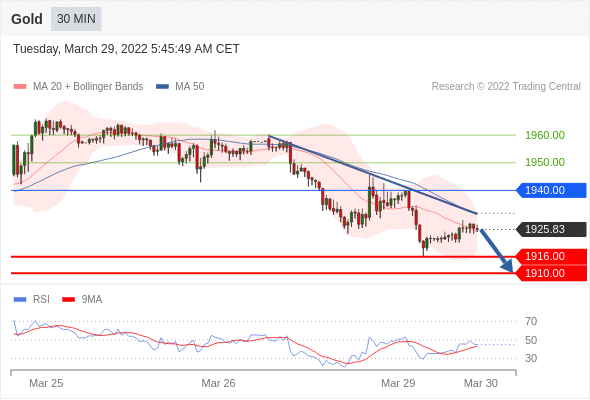 Gold 30 MIN
Tuesday, March 29, 2022 5:45:49 AM CET
MA 20 + Bollinger Bands MA 50 Research © 2022 Trading Central
1960.00
1950.00
1940.00
1925.83
1916.00
1910.00
RSI 9MA
70
50
30
Mar 25 Mar 26 Mar 29 Mar 30